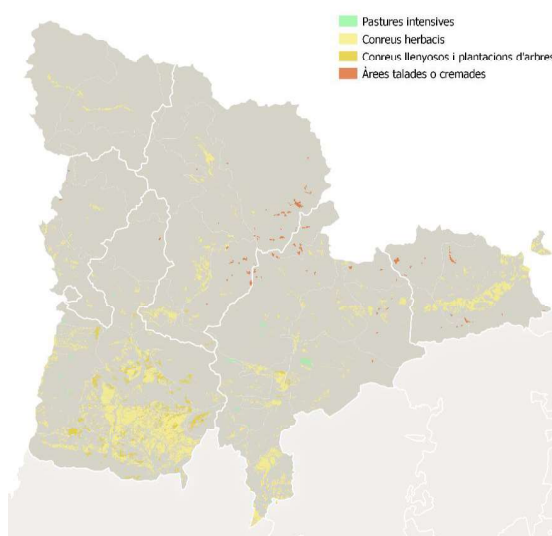 Pastures intensives
Conreus herbacis
Conreus llenyosos i plantacions d'arbres
Àrees talades o cremades